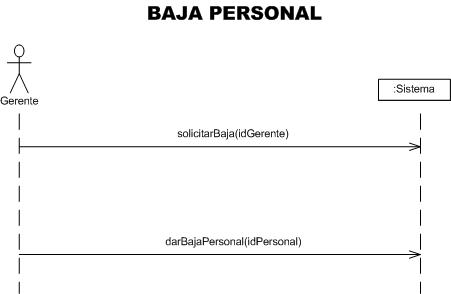 BAJA PERSONAL
Gerente
:Sistema
solicitarBaja(idGerente)
darBajaPersonal(idPersonal)